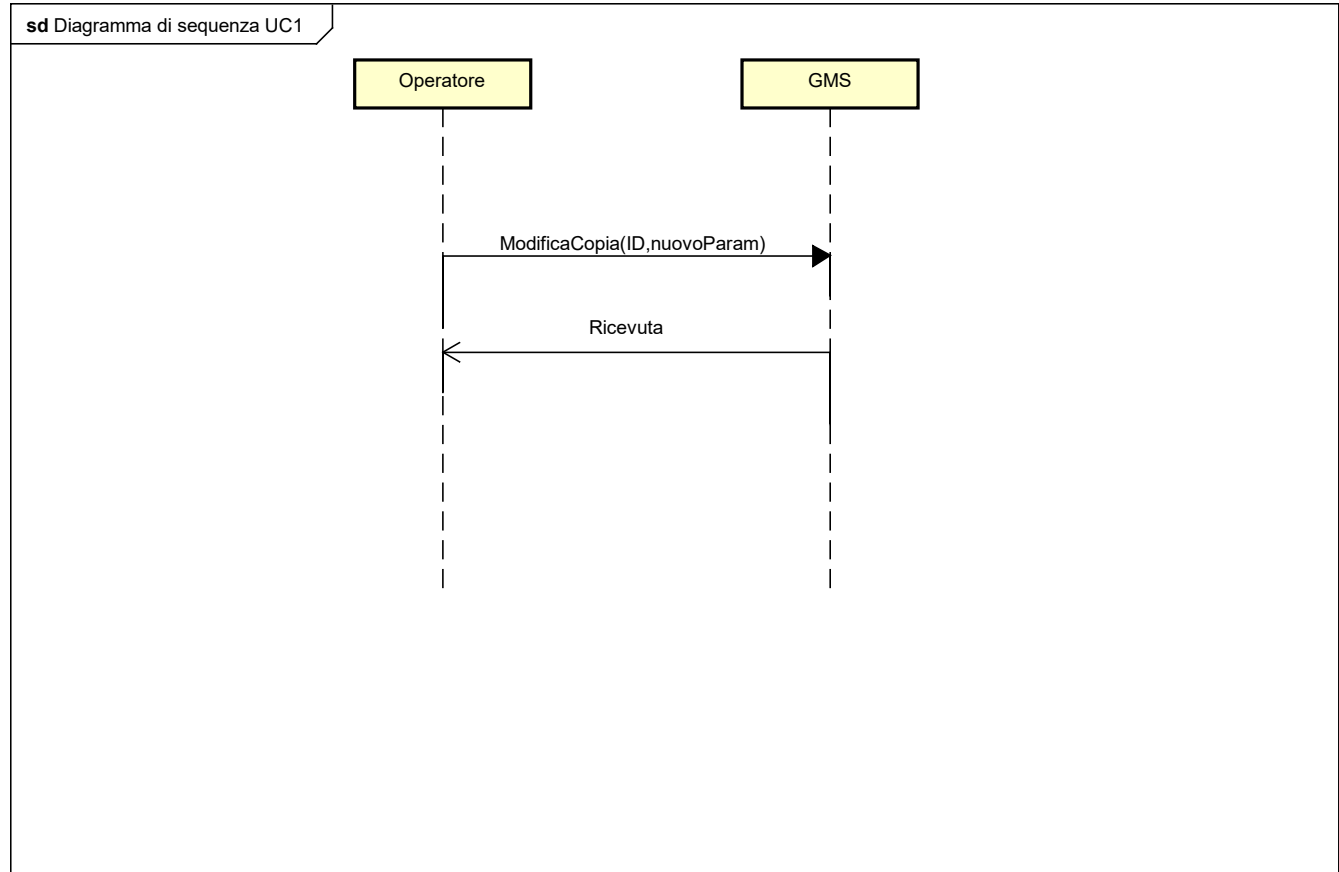 sd Diagramma di sequenza UC1
Operatore
GMS
ModificaCopia(ID,nuovoParam)
Ricevuta